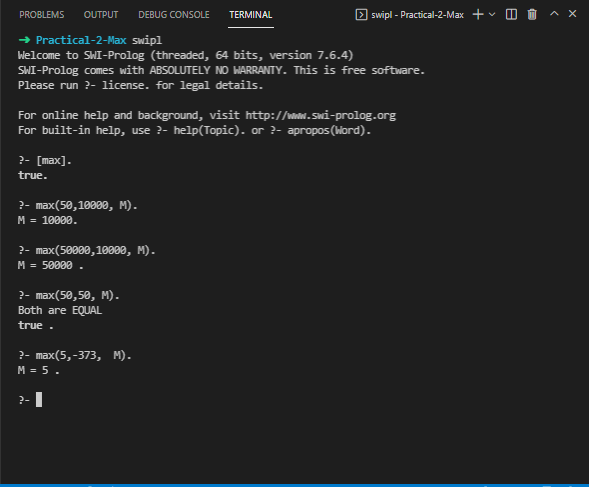 PROBLEMS OUTPUT DEBUG CONSOLE TERMINAL swipl - Practical-2-Max
→ Practical-2-Max swipl
Welcome to SWI-Prolog (threaded, 64 bits, version 7.6.4)
SWI-Prolog comes with ABSOLUTELY NO WARRANTY. This is free software.
Please run ?- license. for legal details.
For online help and background, visit http://www.swi-prolog.org
For built-in help, use ?- help(Topic). or ?- apropos(Word).
?- [max].
true.
?- max(50,10000, M).
M = 10000.
?- max(50000,10000, M).
M = 50000 .
?- max(50,50, M).
Both are EQUAL
true .
?- max(5,-373,  M).
M = 5 .
?-